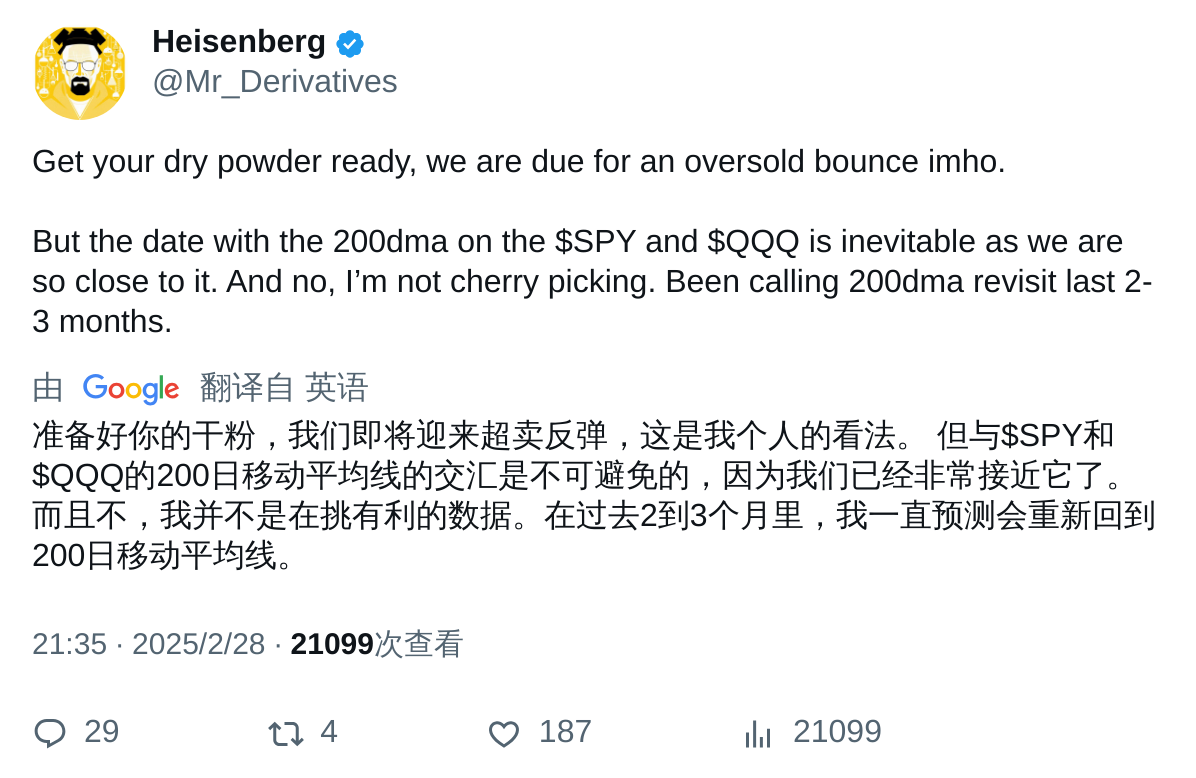 Heisenberg
@Mr_Derivatives
Get your dry powder ready, we are due for an oversold bounce imho.
But the date with the 200dma on the $SPY and $QQQ is inevitable as we are
so close to it. And no, I’m not cherry picking. Been calling 200dma revisit last 2-
3 months.
由 Google 翻译自 英语
准备好你的干粉，我们即将迎来超卖反弹，这是我个人的看法。 但与$SPY和
$QQQ的200日移动平均线的交汇是不可避免的，因为我们已经非常接近它了。
而且不，我并不是在挑有利的数据。在过去2到3个月里，我一直预测会重新回到
200日移动平均线。
21:35 · 2025/2/28 · 21099次查看
29 4 187 21099